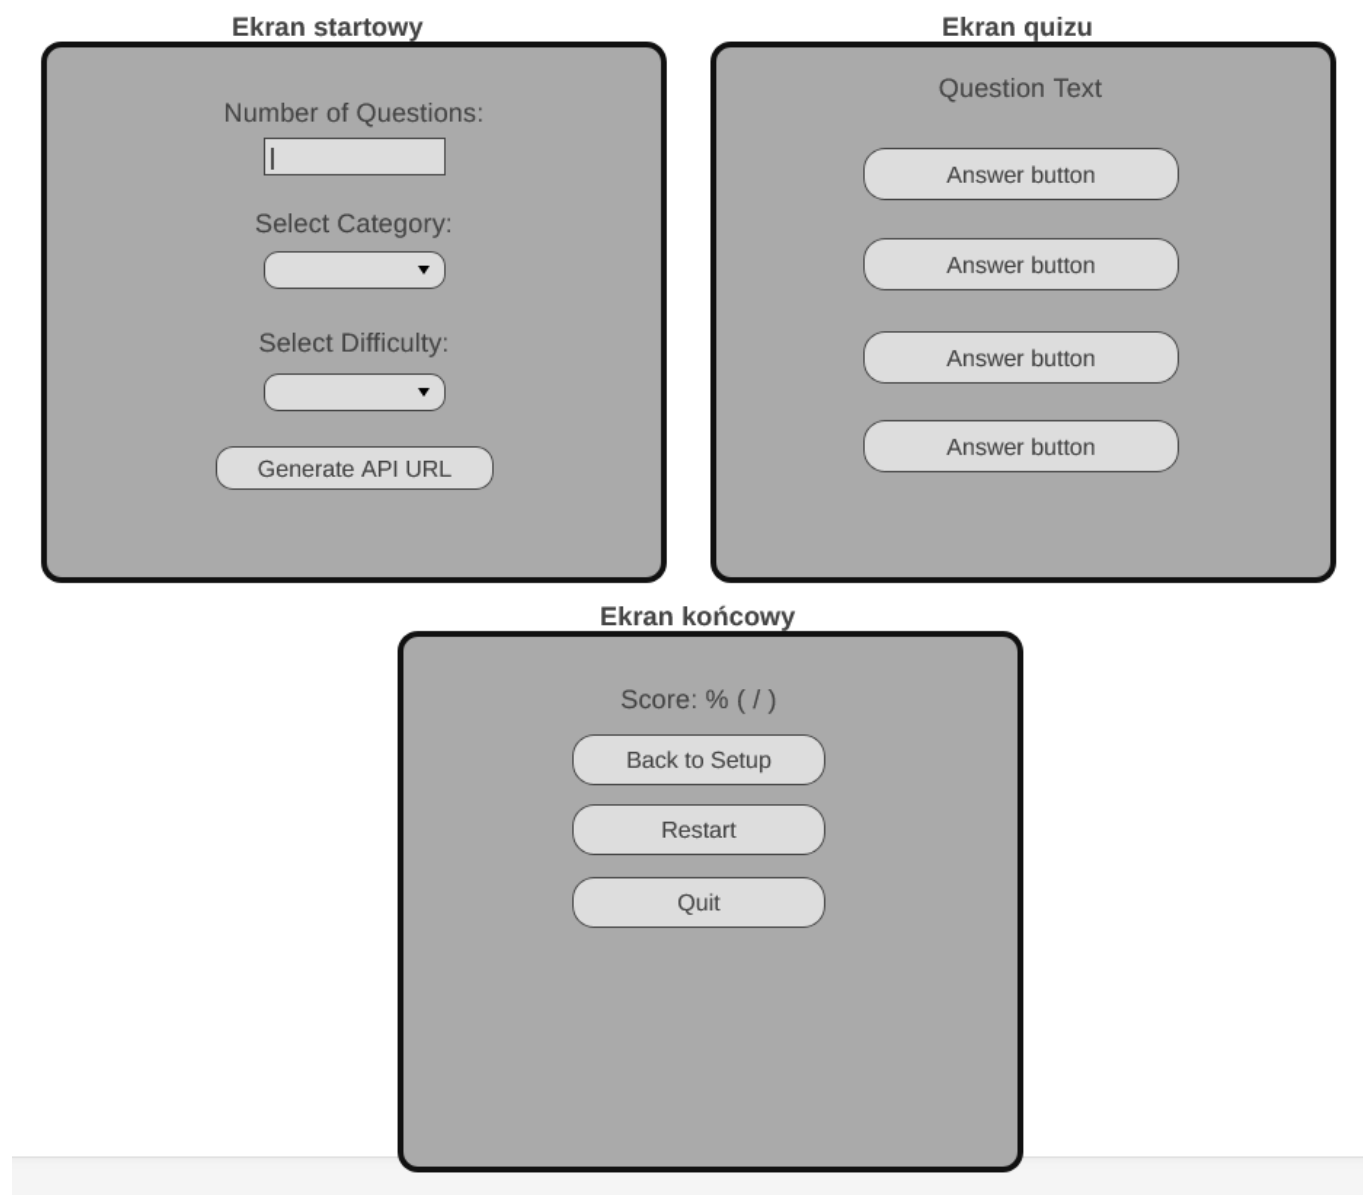 Ekran startowy
Number of Questions:
Select Category:
Select Difficulty:
Generate API URL
Ekran quizu
Question Text
Answer button
Answer button
Answer button
Answer button
Ekran końcowy
Score: % ( / )
Back to Setup
Restart
Quit